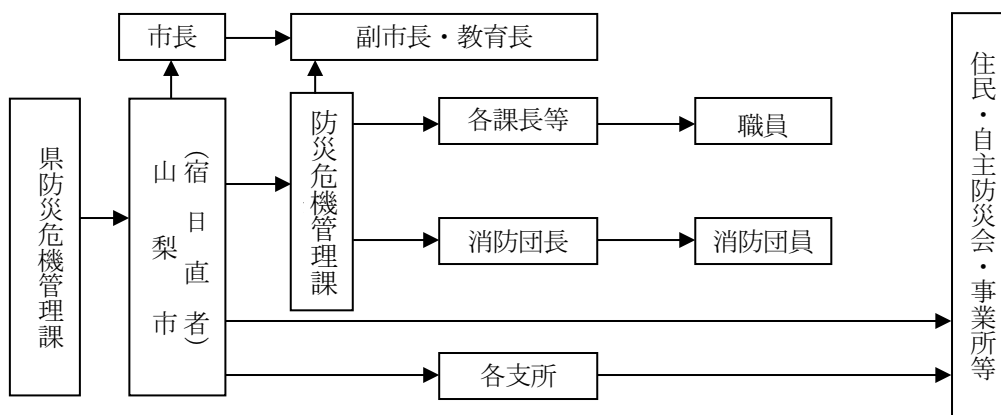 市長
副市長・教育長
県防災危機管理課
山梨市
(宿日直者)
防災危機管理課
各課長等
職員
消防団長
消防団員
各支所
住民・自主防災会・事業所等